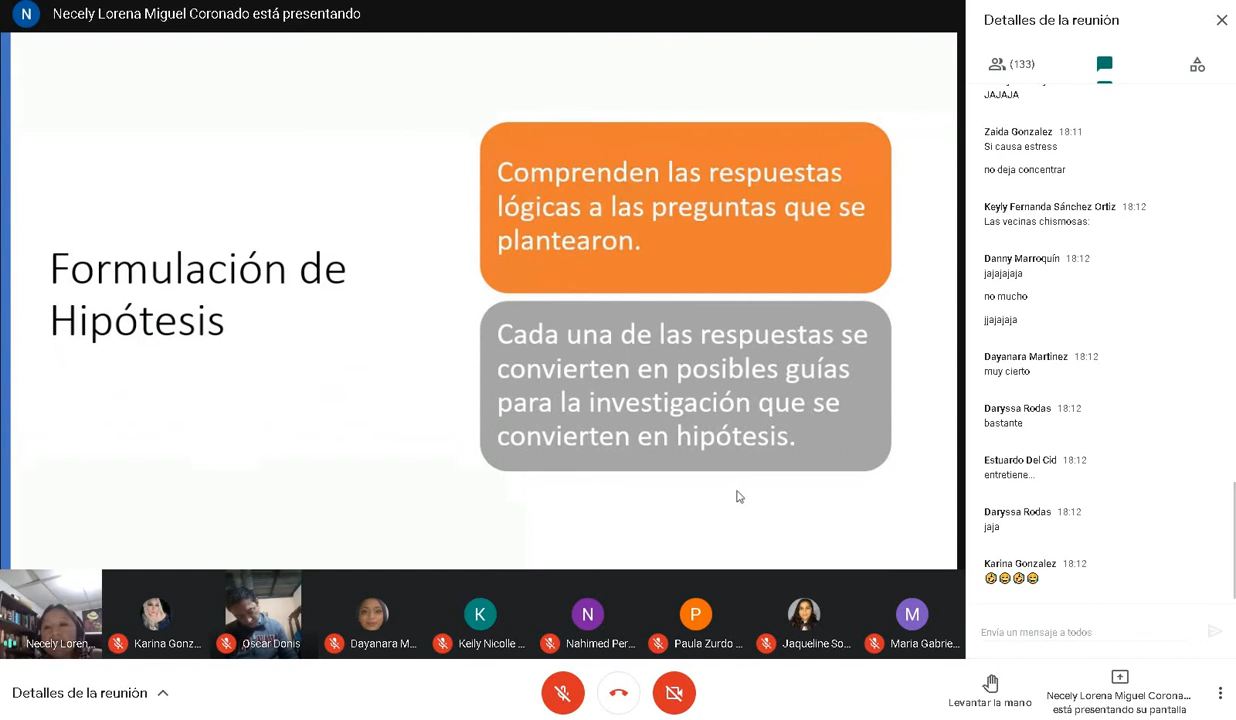 N
Necely Lorena Miguel Coronado está presentando
Formulación de
Hipótesis
Comprenden las respuestas
lógicas a las preguntas que se
plantearon.
Cada una de las respuestas se
convierten en posibles guías
para la investigación que se
convierten en hipótesis.
Necely Loren...
Karina Gonz...
Oscar Donis
Dayanara M...
K
Keily Nicolle ...
N
Nahimed Per...
P
Paula Zurdo ...
Jaqueline So...
M
Maria Gabrie...
Detalles de la reunión
Detalles de la reunión
(133)
JAJAJA
Zaida Gonzalez 18:11
Si causa estress
no deja concentrar
Keyly Fernanda Sánchez Ortiz 18:12
Las vecinas chismosas:
Danny Marroquín 18:12
jajajajaja
no mucho
jjajajaja
Dayanara Martinez 18:12
muy cierto
Daryssa Rodas 18:12
bastante
Estuardo Del Cid 18:12
entretiene...
Daryssa Rodas 18:12
jaja
Karina Gonzalez 18:12
🤣😂🤣😂
Envía un mensaje a todos
Levantar la mano
Necely Lorena Miguel Corona...
está presentando su pantalla